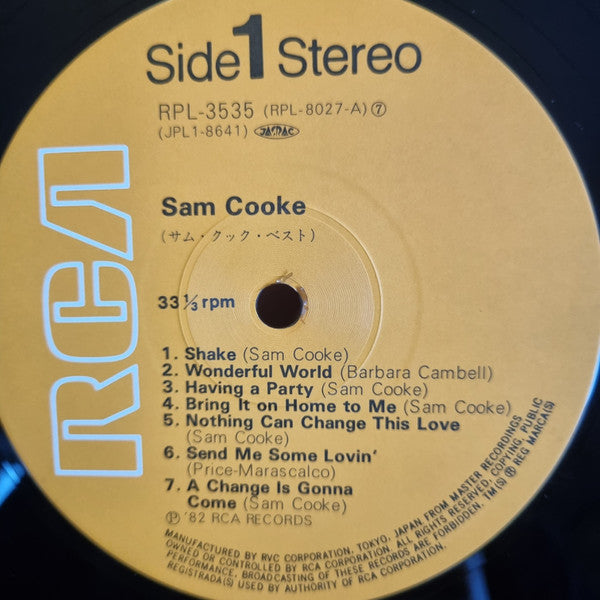 Side 1 Stereo
RPL-3535 (RPL-8027-A) ⑦
(JPL1-8641) JASRAC
RCA
Sam Cooke
(サム・クック・ベスト)
33 1/3 rpm
1. Shake (Sam Cooke)
2. Wonderful World (Barbara Cambell)
3. Having a Party (Sam Cooke)
4. Bring It on Home to Me (Sam Cooke)
5. Nothing Can Change This Love
(Sam Cooke)
6. Send Me Some Lovin'
(Price-Marascalco)
7. A Change Is Gonna
Come (Sam Cooke)
℗ '82 RCA RECORDS
MANUFACTURED BY RVC CORPORATION, TOKYO, JAPAN FROM MASTER RECORDINGS
OWNED OR CONTROLLED BY RCA CORPORATION. ALL RIGHTS RESERVED, COPYING, PUBLIC
PERFORMANCE, BROADCASTING OF THESE RECORDS ARE FORBIDDEN. TM(S) ® REG MARCA(S)
REGISTRADA(S) USED BY AUTHORITY OF RCA CORPORATION.